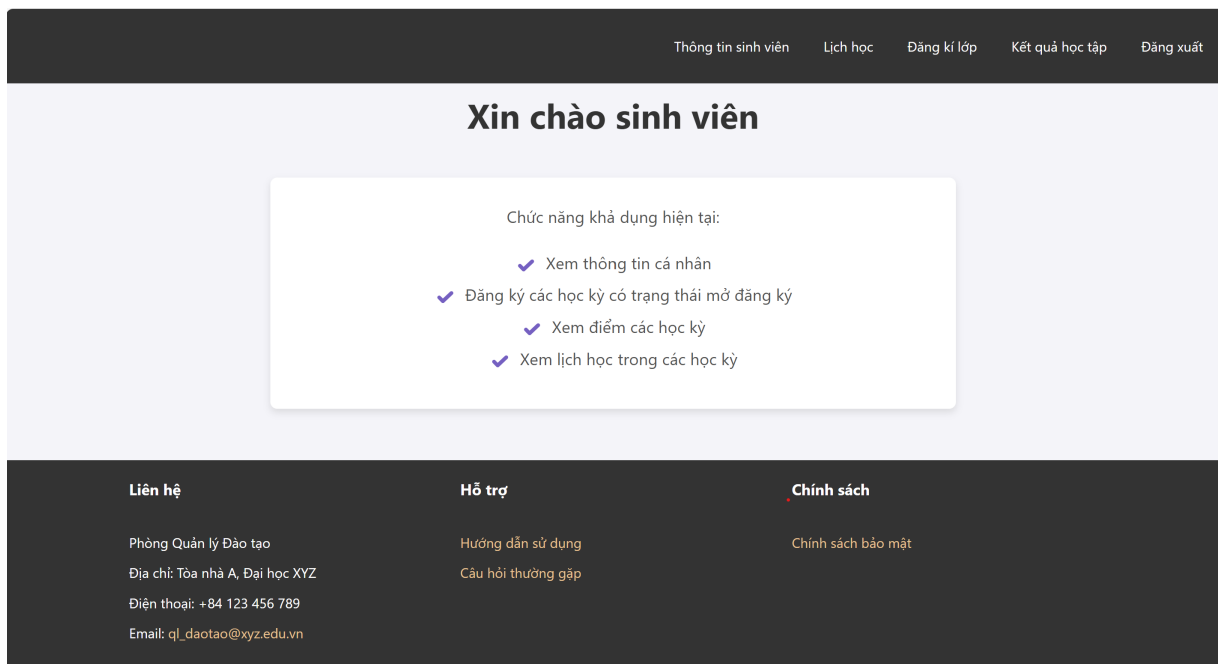 Thông tin sinh viên Lịch học Đăng kí lớp Kết quả học tập Đăng xuất
Xin chào sinh viên
Chức năng khả dụng hiện tại:
Xem thông tin cá nhân
Đăng ký các học kỳ có trạng thái mở đăng ký
Xem điểm các học kỳ
Xem lịch học trong các học kỳ
Liên hệ
Phòng Quản lý Đào tạo
Địa chỉ: Tòa nhà A, Đại học XYZ
Điện thoại: +84 123 456 789
Email: ql_daotao@xyz.edu.vn
Hỗ trợ
Hướng dẫn sử dụng
Câu hỏi thường gặp
Chính sách
Chính sách bảo mật